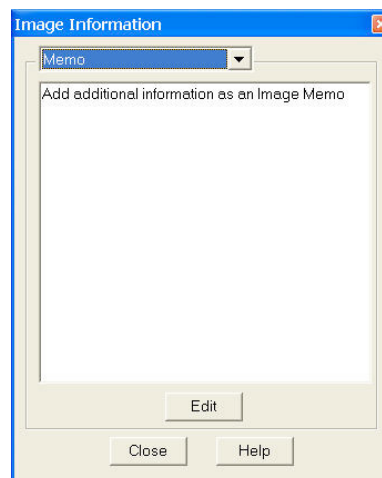 Image Information
Memo
Add additional information as an Image Memo
Edit
Close Help